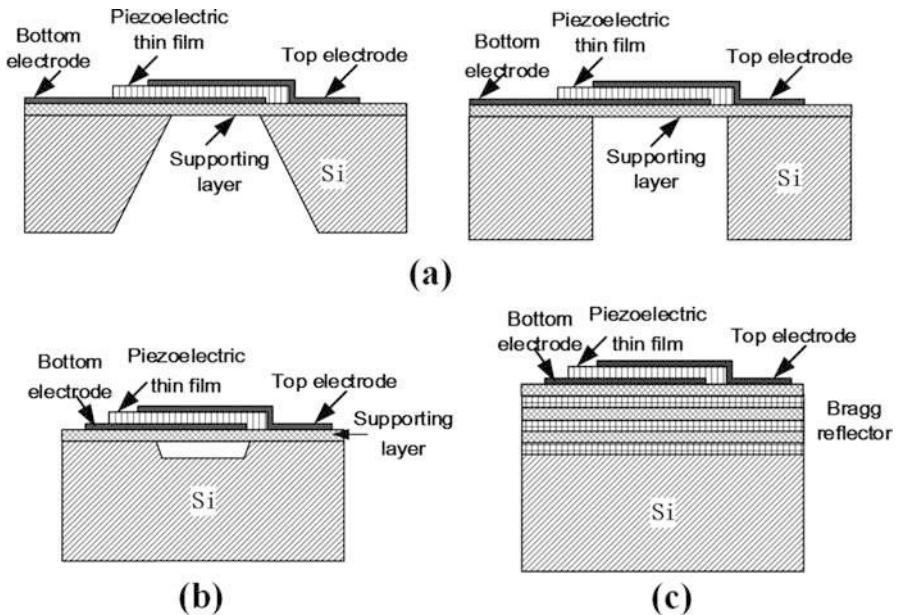 Piezoelectric
thin film
Bottom
electrode
Top electrode
Supporting
layer
Si
Piezoelectric
thin film
Bottom
electrode
Top electrode
Supporting
layer
Si
(a)
Bottom
electrode
Piezoelectric
thin film
Top electrode
Supporting
layer
Si
(b)
Bottom
electrode
Piezoelectric
thin film
Top electrode
Bragg
reflector
Si
(c)